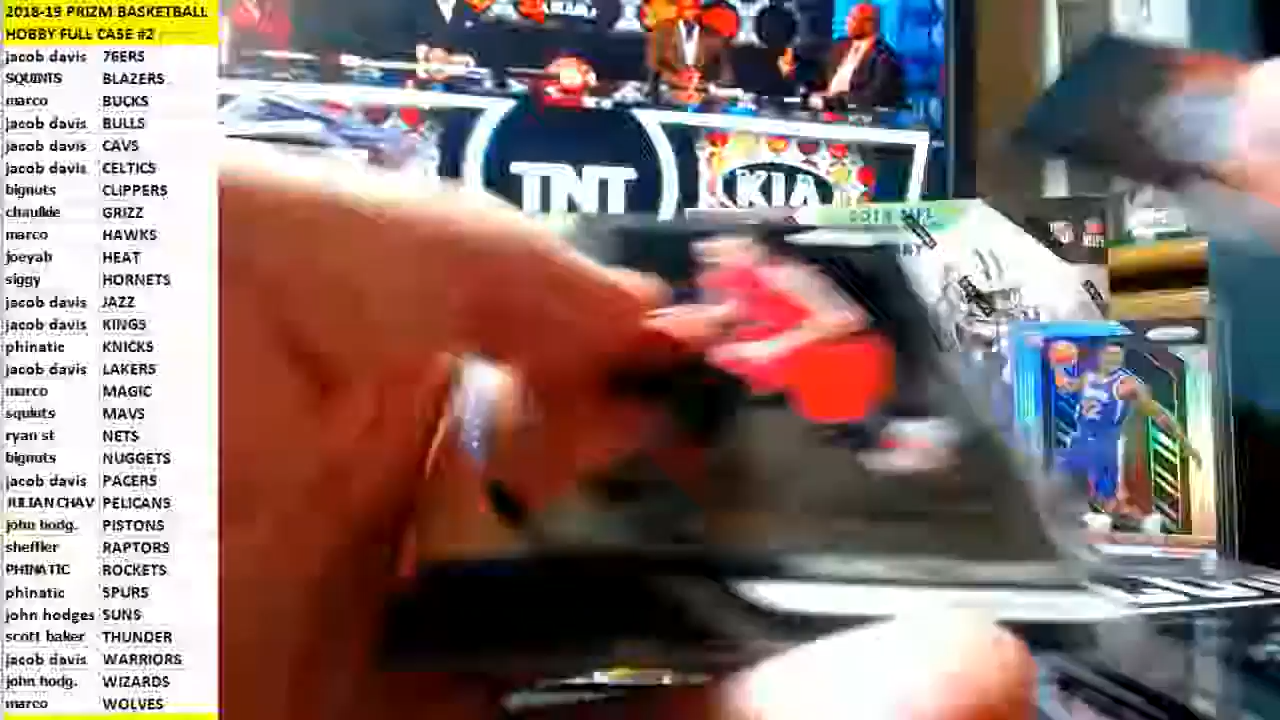 2018-19 PRIZM BASKETBALL
HOBBY FULL CASE #2
jacob davis 76ERS
SQUINTS BLAZERS
marco BUCKS
jacob davis BULLS
jacob davis CAVS
jacob davis CELTICS
bignuts CLIPPERS
chaulkie GRIZZ
marco HAWKS
joeyah HEAT
siggy HORNETS
jacob davis JAZZ
jacob davis KINGS
phinatic KNICKS
jacob davis LAKERS
marco MAGIC
squints MAVS
ryan st NETS
bignuts NUGGETS
jacob davis PACERS
JULIAN CHAV PELICANS
john hodg. PISTONS
sheffler RAPTORS
PHINATIC ROCKETS
phinatic SPURS
john hodges SUNS
scott baker THUNDER
jacob davis WARRIORS
john hodg. WIZARDS
marco WOLVES
TNT
KIA